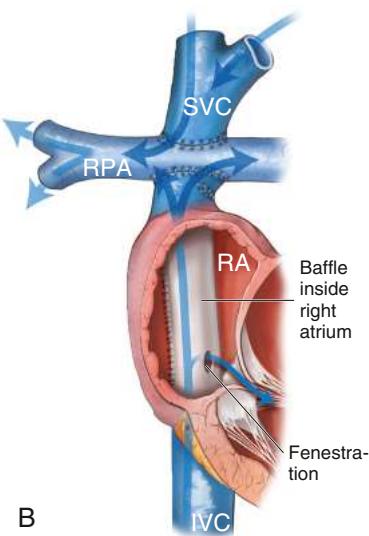 SVC
RPA
RA
Baffle
inside
right
atrium
Fenestra-
tion
B
IVC